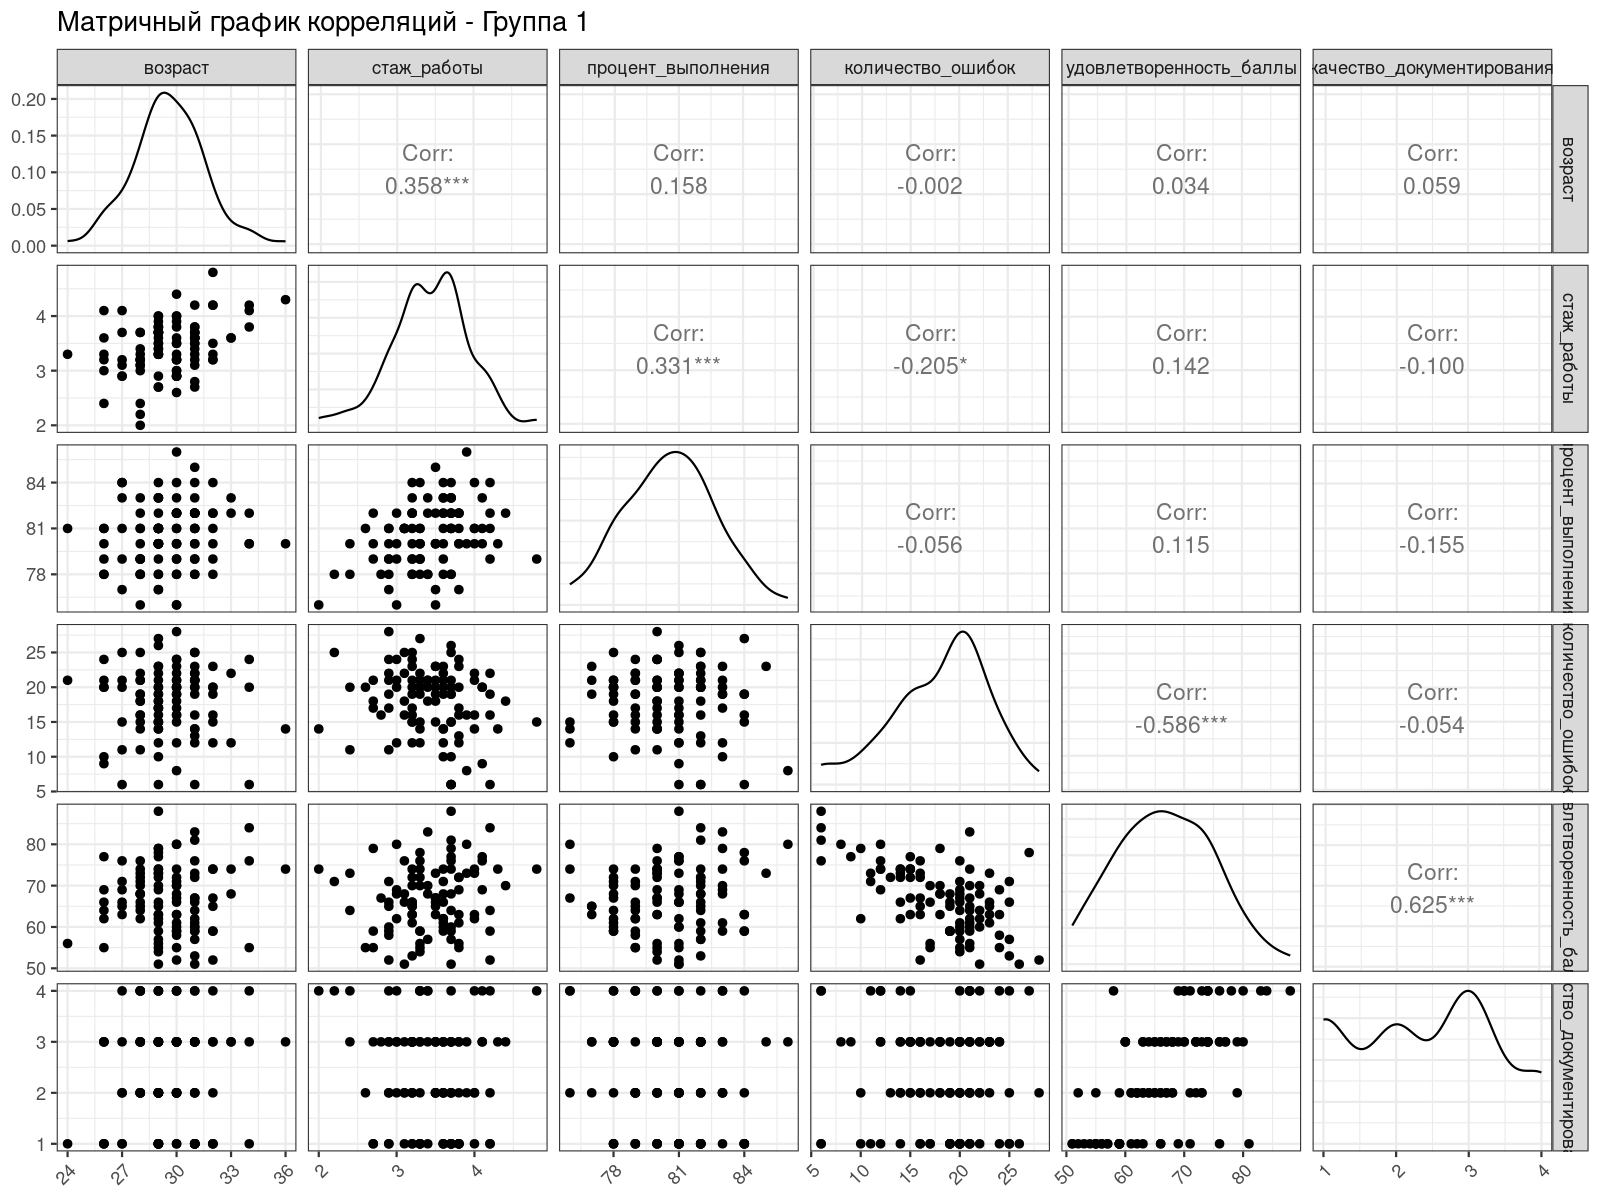 Матричный график корреляций - Группа 1
возраст
стаж_работы
процент_выполнения
количество_ошибок
удовлетворенность_баллы
качество_документирования
0.20
0.15
0.10
0.05
0.00
Corr:
0.358***
Corr:
0.158
Corr:
-0.002
Corr:
0.034
Corr:
0.059
возраст
4
3
2
Corr:
0.331***
Corr:
-0.205*
Corr:
0.142
Corr:
-0.100
стаж_работы
84
81
78
Corr:
-0.056
Corr:
0.115
Corr:
-0.155
роцент_выполнения
25
20
15
10
5
Corr:
-0.586***
Corr:
-0.054
количество_ошибок
80
70
60
50
Corr:
0.625***
влетворенность_бал
4
3
2
1
ство_документирова
24
27
30
33
36
2
3
4
78
81
84
5
10
15
20
25
50
60
70
80
1
2
3
4